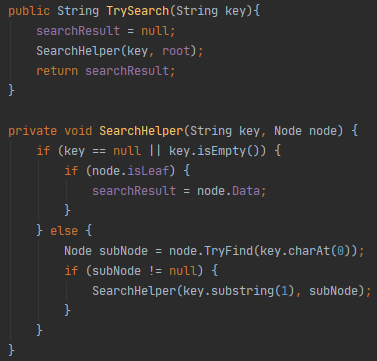 public String TrySearch(String key){
    searchResult = null;
    SearchHelper(key, root);
    return searchResult;
}

private void SearchHelper(String key, Node node) {
    if (key == null || key.isEmpty()) {
        if (node.isLeaf) {
            searchResult = node.Data;
        }
    } else {
        Node subNode = node.TryFind(key.charAt(0));
        if (subNode != null) {
            SearchHelper(key.substring(1), subNode);
        }
    }
}